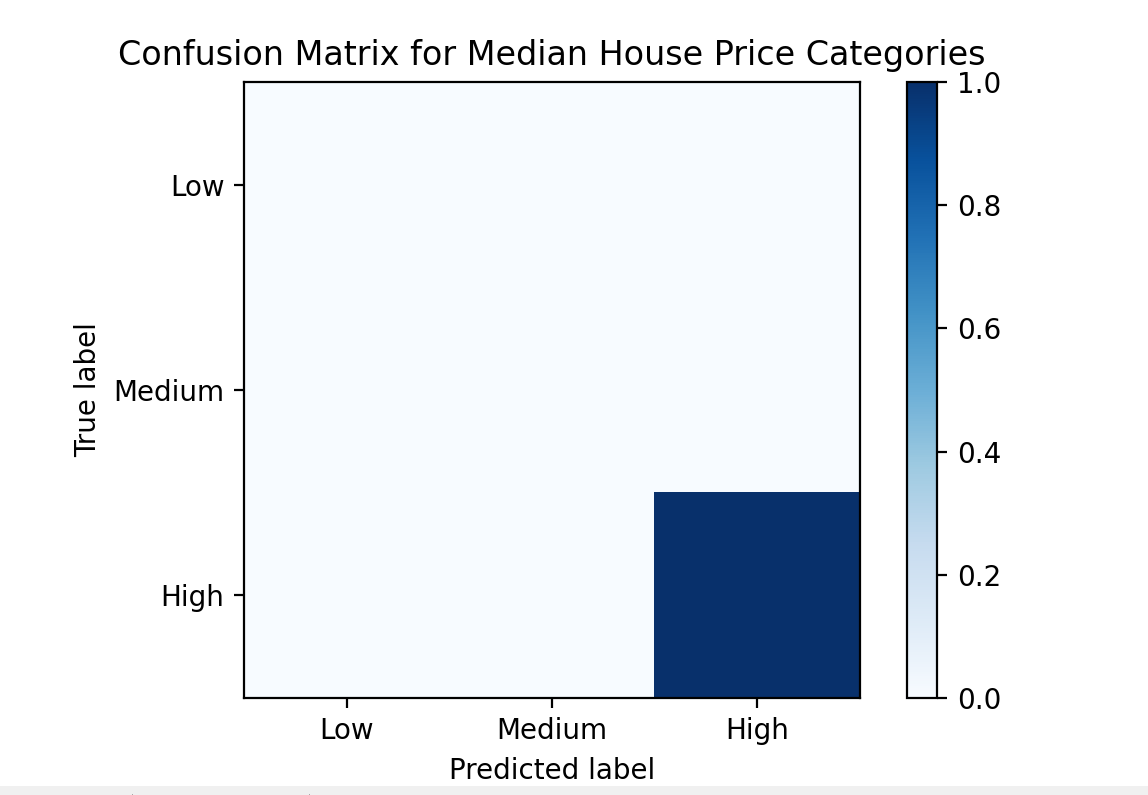 Confusion Matrix for Median House Price Categories
Low
Medium
High
True label
Low Medium High
Predicted label
1.0
0.8
0.6
0.4
0.2
0.0